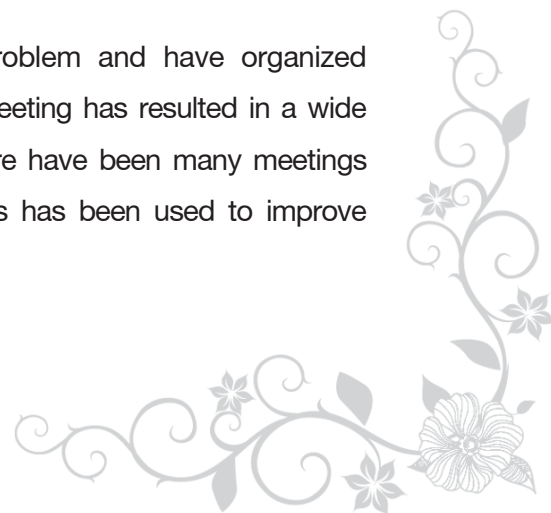 roblem and have organized
eeting has resulted in a wide
re have been many meetings
s has been used to improve